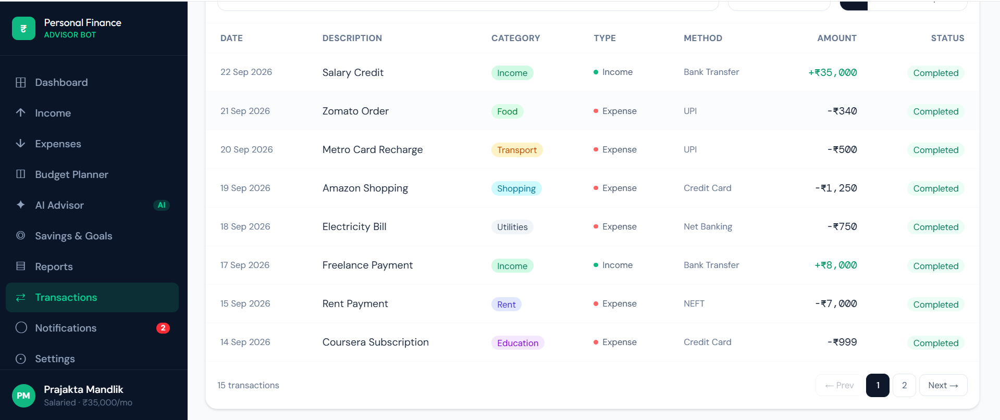 ₹
Personal Finance
ADVISOR BOT
Dashboard
Income
Expenses
Budget Planner
AI Advisor AI
Savings & Goals
Reports
Transactions
Notifications 2
Settings
PM
Prajakta Mandlik
Salaried · ₹35,000/mo
DATE DESCRIPTION CATEGORY TYPE METHOD AMOUNT STATUS
22 Sep 2026 Salary Credit Income Income Bank Transfer +₹35,000 Completed
21 Sep 2026 Zomato Order Food Expense UPI -₹340 Completed
20 Sep 2026 Metro Card Recharge Transport Expense UPI -₹500 Completed
19 Sep 2026 Amazon Shopping Shopping Expense Credit Card -₹1,250 Completed
18 Sep 2026 Electricity Bill Utilities Expense Net Banking -₹750 Completed
17 Sep 2026 Freelance Payment Income Income Bank Transfer +₹8,000 Completed
15 Sep 2026 Rent Payment Rent Expense NEFT -₹7,000 Completed
14 Sep 2026 Coursera Subscription Education Expense Credit Card -₹999 Completed
15 transactions ← Prev 1 2 Next →